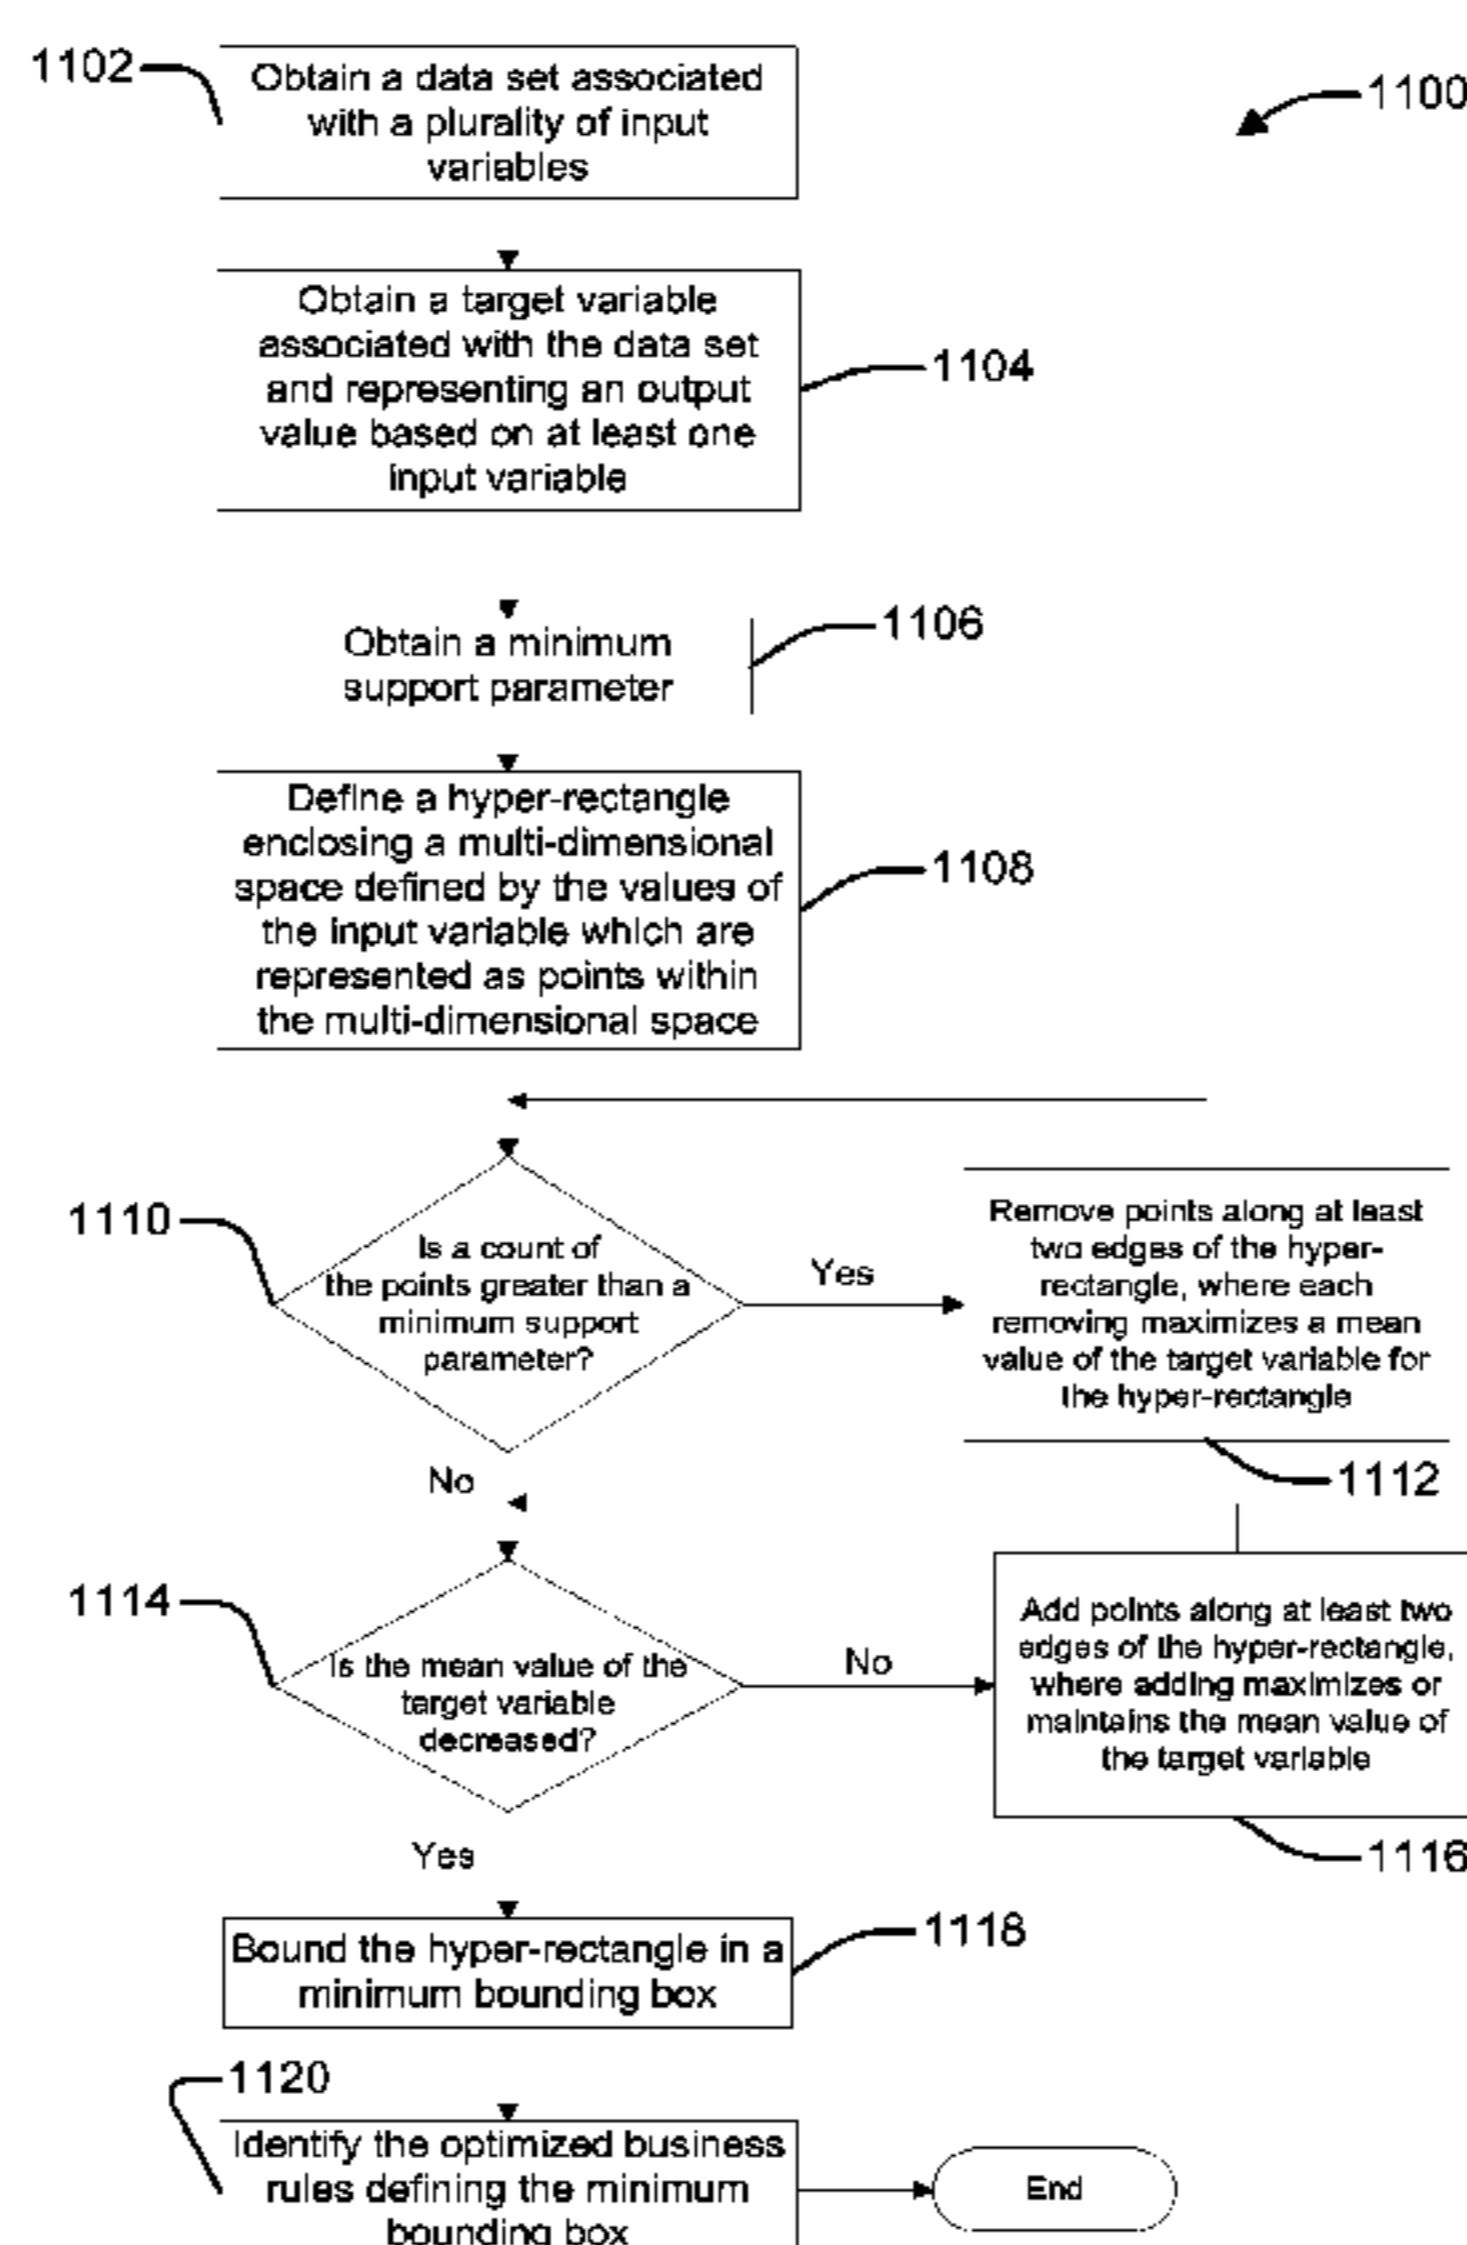 1102
Obtain a data set associated
with a plurality of input
variables
1100
Obtain a target variable
associated with the data set
and representing an output
value based on at least one
input variable
1104
Obtain a minimum
support parameter
1106
Define a hyper-rectangle
enclosing a multi-dimensional
space defined by the values of
the input variable which are
represented as points within
the multi-dimensional space
1108
1110
Is a count of
the points greater than a
minimum support
parameter?
Yes
Remove points along at least
two edges of the hyper-
rectangle, where each
removing maximizes a mean
value of the target variable for
the hyper-rectangle
1112
No
1114
Is the mean value of the
target variable
decreased?
No
Add points along at least two
edges of the hyper-rectangle,
where adding maximizes or
maintains the mean value of
the target variable
1116
Yes
Bound the hyper-rectangle in a
minimum bounding box
1118
1120
Identify the optimized business
rules defining the minimum
bounding box
End